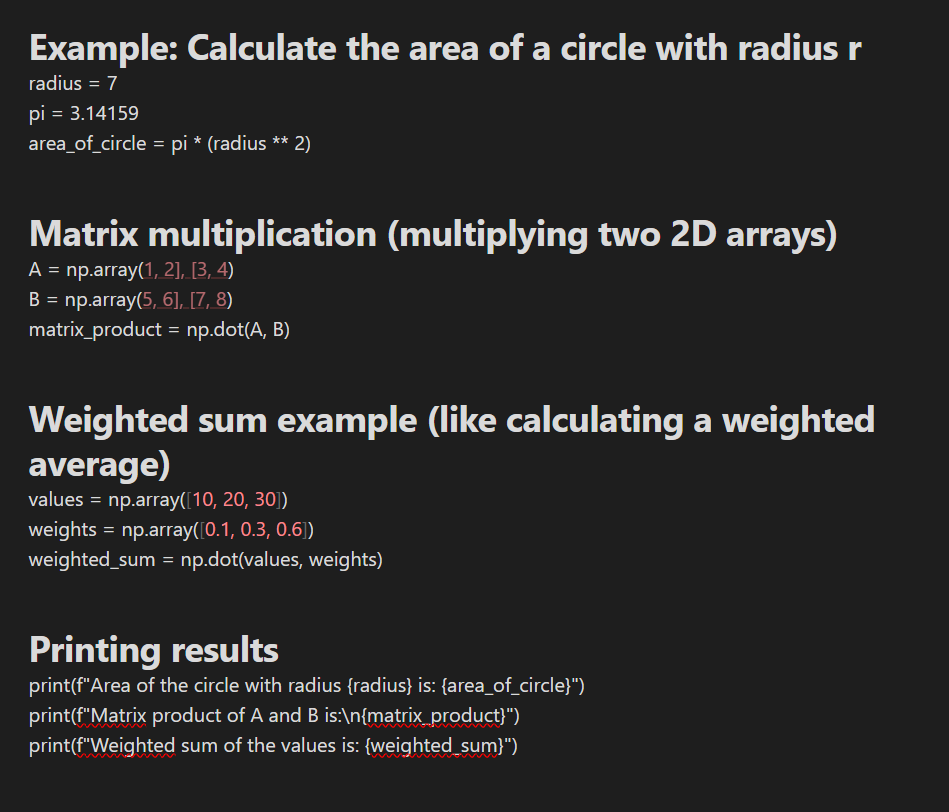 Example: Calculate the area of a circle with radius r
radius = 7
pi = 3.14159
area_of_circle = pi * (radius ** 2)
Matrix multiplication (multiplying two 2D arrays)
A = np.array(1, 2], [3, 4)
B = np.array(5, 6], [7, 8)
matrix_product = np.dot(A, B)
Weighted sum example (like calculating a weighted
average)
values = np.array([10, 20, 30])
weights = np.array([0.1, 0.3, 0.6])
weighted_sum = np.dot(values, weights)
Printing results
print(f"Area of the circle with radius {radius} is: {area_of_circle}")
print(f"Matrix product of A and B is:\n{matrix_product}")
print(f"Weighted sum of the values is: {weighted_sum}")